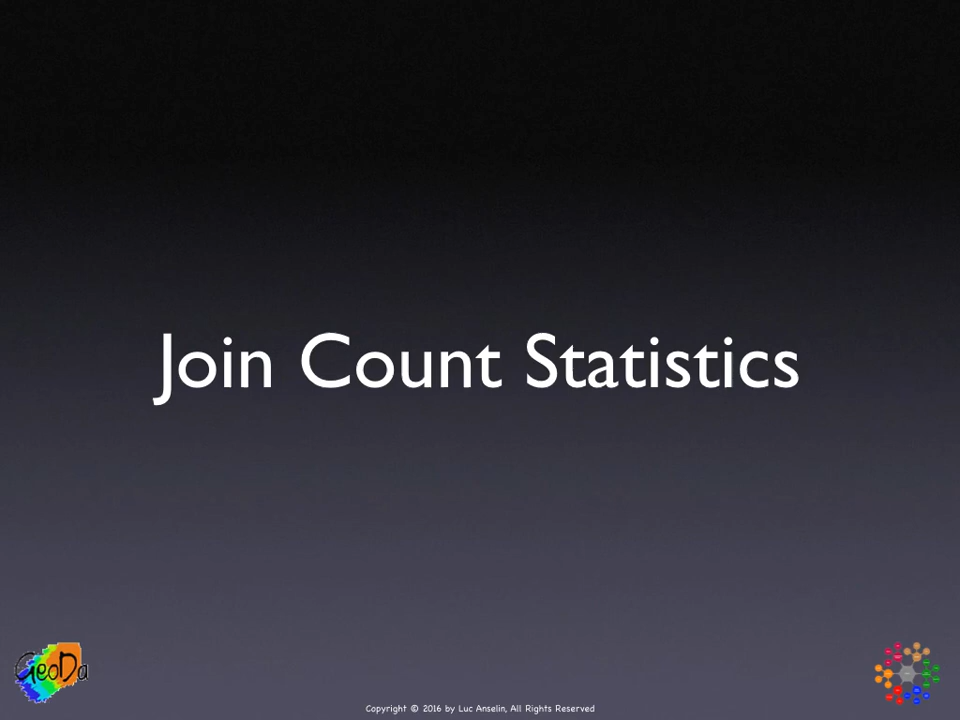 Join Count Statistics
GeoDa
Copyright © 2016 by Luc Anselin, All Rights Reserved